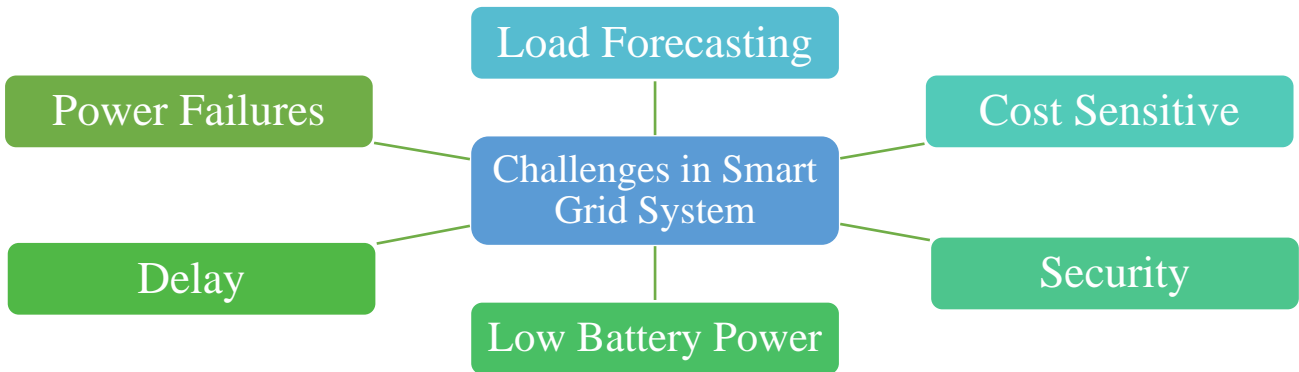 Load Forecasting
Power Failures
Cost Sensitive
Challenges in Smart
Grid System
Delay
Security
Low Battery Power